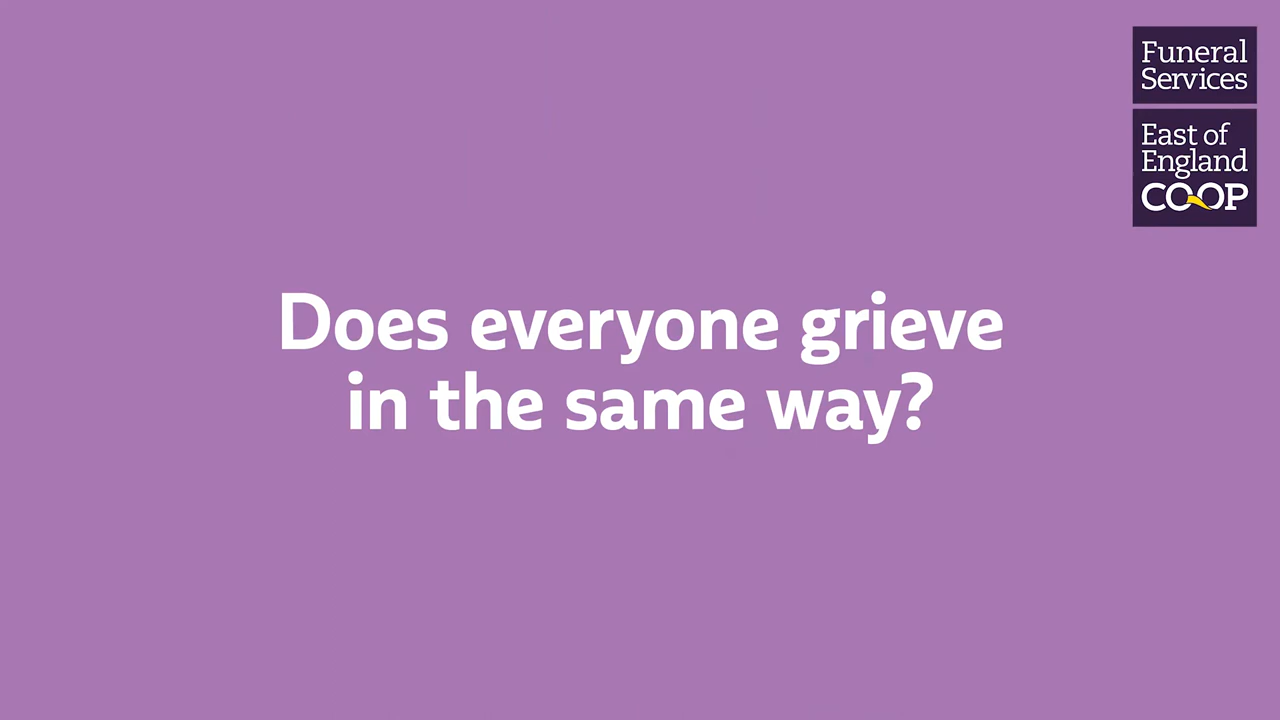 Funeral
Services
East of
England
COOP
Does everyone grieve
in the same way?